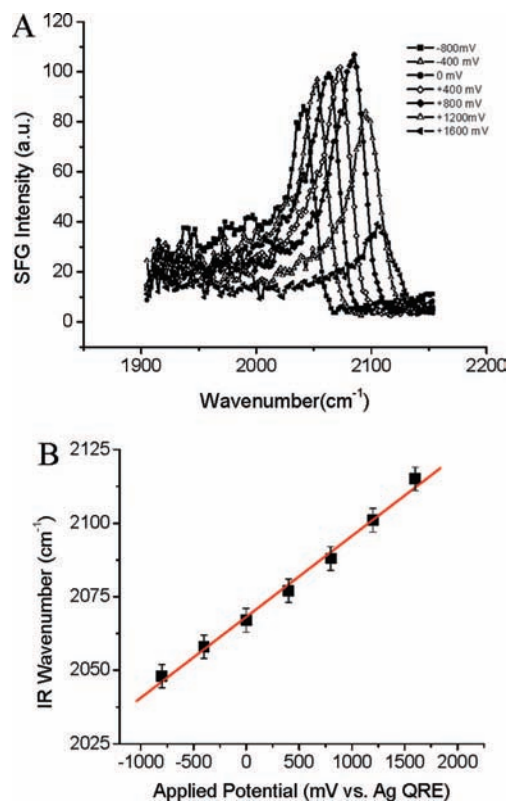 A
SFG Intensity (a.u.)
120
100
80
60
40
20
0
-800mV
-400 mV
0 mV
+400 mV
+800 mV
+1200mV
+1600 mV
1900 2000 2100 2200
Wavenumber(cm⁻¹)
B
IR Wavenumber (cm⁻¹)
2125
2100
2075
2050
2025
-1000 -500 0 500 1000 1500 2000
Applied Potential (mV vs. Ag QRE)